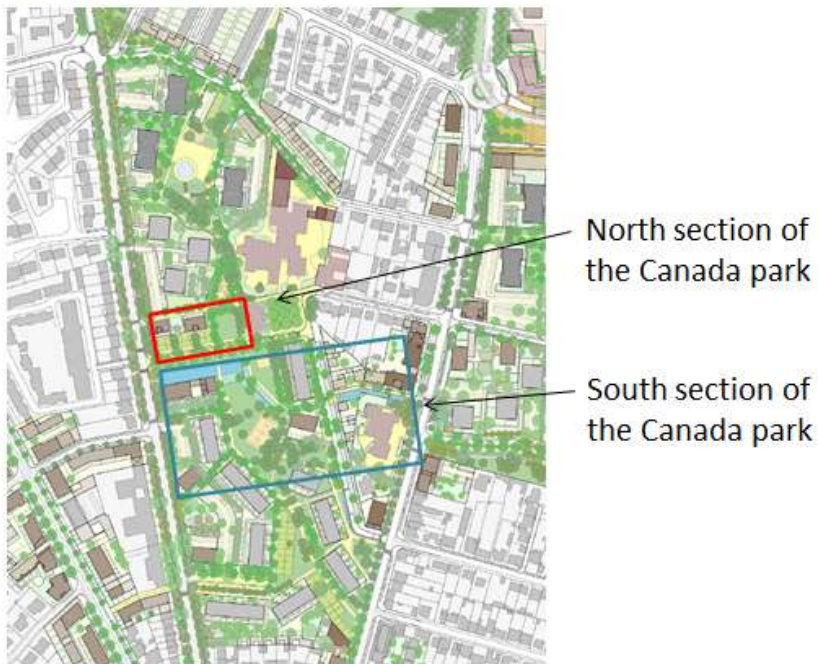 North section of
the Canada park
South section of
the Canada park